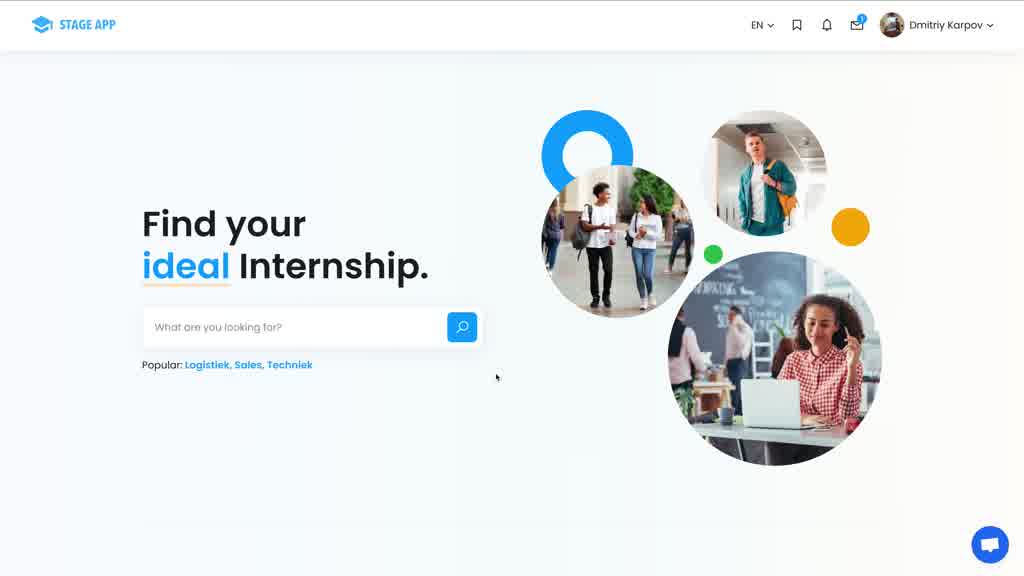 STAGE APP
EN
1
Dmitriy Karpov
Find your
ideal Internship.
What are you looking for?
Popular: Logistiek, Sales, Techniek